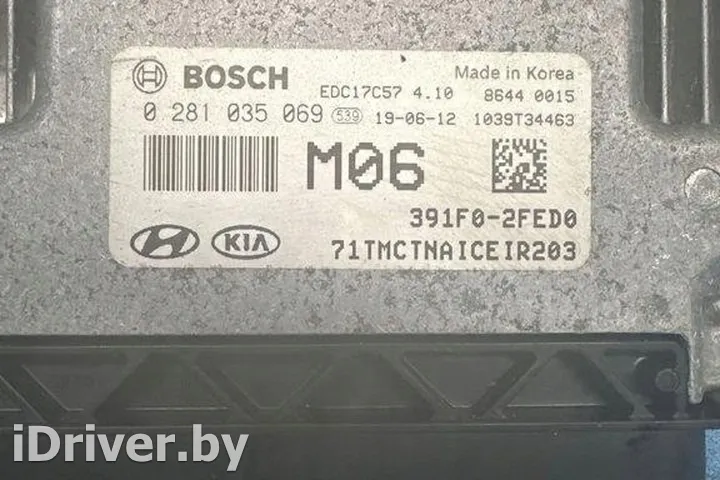 BOSCH
EDC17C57 4.10
Made in Korea
8644 0015
0 281 035 069 539 19-06-12 1039T34463
M06
391F0-2FED0
KIA
71TMCTNAICEIR203
iDriver.by